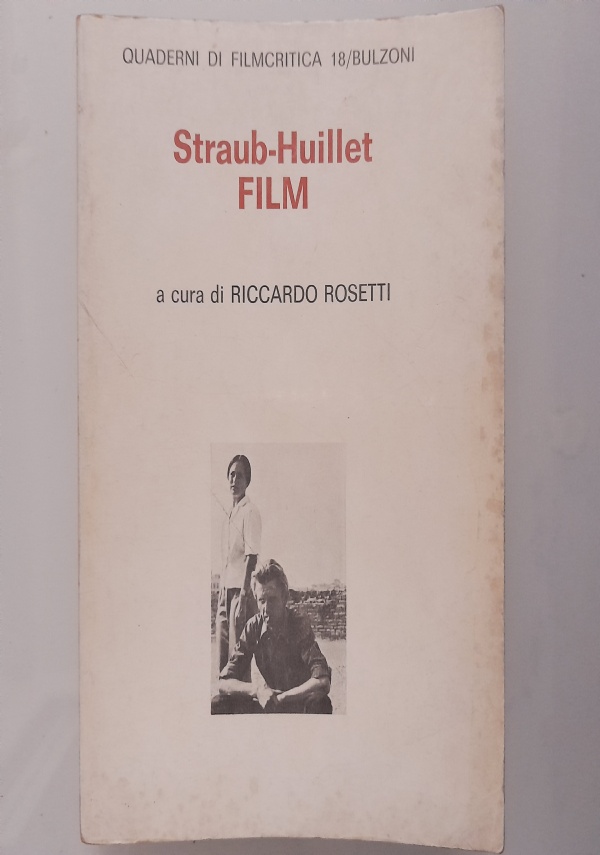 QUADERNI DI FILMCRITICA 18/BULZONI
Straub-Huillet
FILM
a cura di RICCARDO ROSETTI